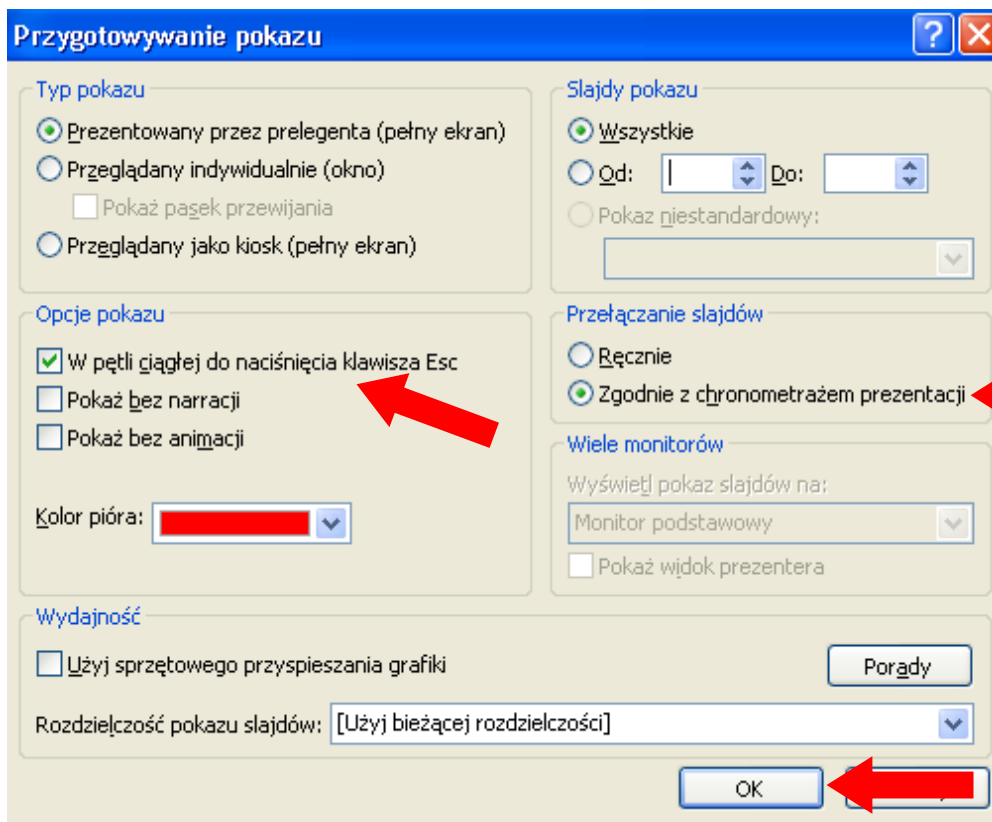 Przygotowywanie pokazu
Typ pokazu
Prezentowany przez prelegenta (pełny ekran)
Przeglądany indywidualnie (okno)
Pokaż pasek przewijania
Przeglądany jako kiosk (pełny ekran)
Slajdy pokazu
Wszystkie
Od: Do:
Pokaz niestandardowy:
Opcje pokazu
W pętli ciągłej do naciśnięcia klawisza Esc
Pokaż bez narracji
Pokaż bez animacji
Kolor pióra:
Przełączanie slajdów
Ręcznie
Zgodnie z chronometrażem prezentacji
Wiele monitorów
Wyświetl pokaz slajdów na:
Monitor podstawowy
Pokaż widok prezentera
Wydajność
Użyj sprzętowego przyspieszania grafiki
Porady
Rozdzielczość pokazu slajdów: [Użyj bieżącej rozdzielczości]
OK